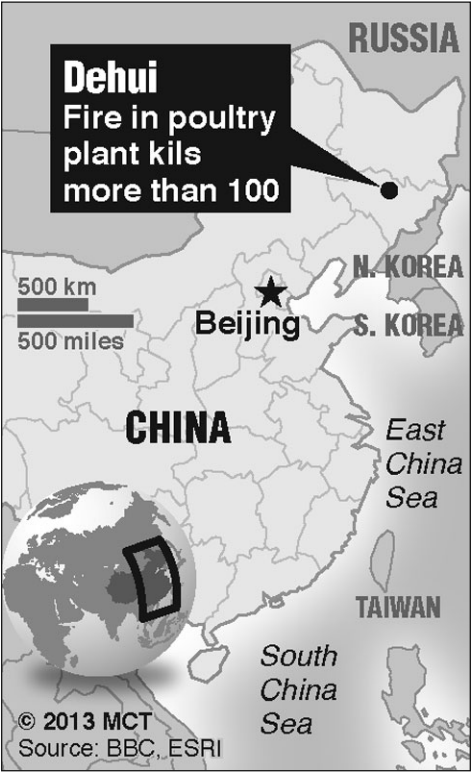 RUSSIA
Dehui
Fire in poultry
plant kils
more than 100
N. KOREA
500 km
500 miles
Beijing
S. KOREA
CHINA
East
China
Sea
TAIWAN
South
China
Sea
© 2013 MCT
Source: BBC, ESRI